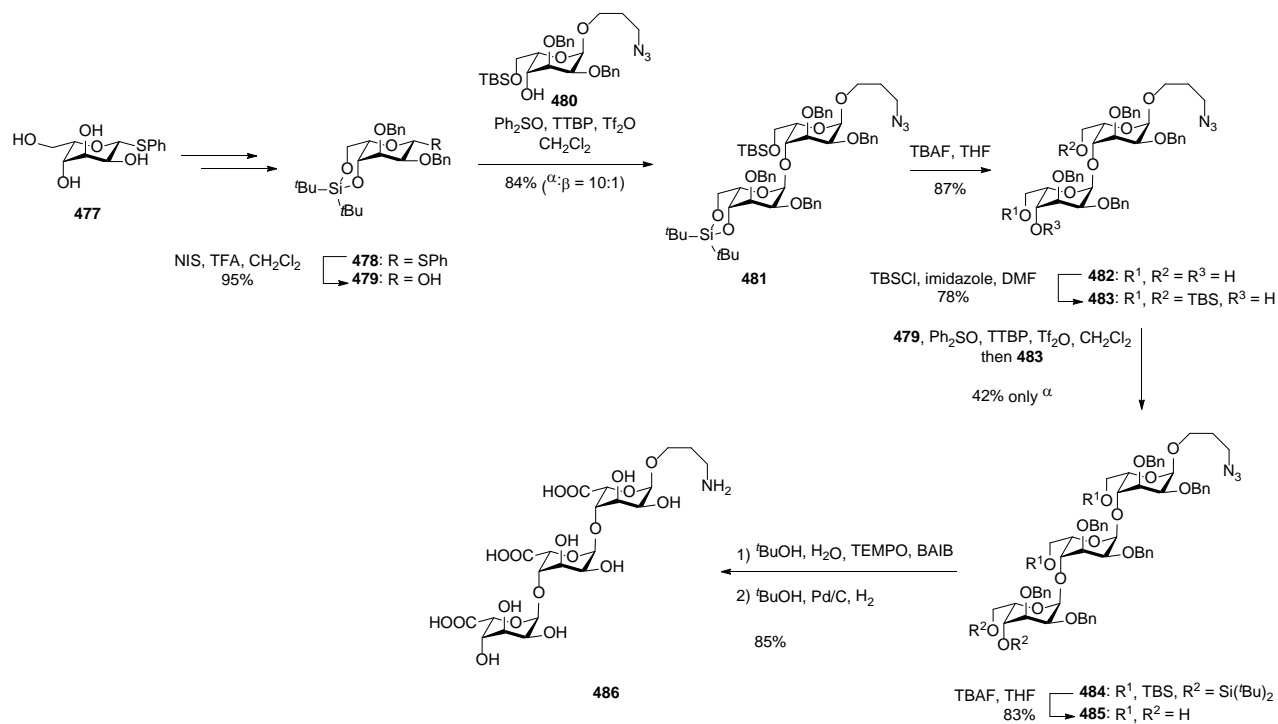 OBn
O
O
N3
TBSO
OBn
OH
480
Ph2SO, TTBP, Tf2O
CH2Cl2
84% (α:β = 10:1)
HO
OH
O
SPh
OH
OH
477
OBn
O
R
OBn
O
O
Si
tBu
tBu
NIS, TFA, CH2Cl2
95%
478: R = SPh
479: R = OH
O
OBn
O
N3
TBSO
OBn
O
OBn
O
OBn
O
O
tBu
Si
tBu
481
TBAF, THF
87%
O
OBn
O
N3
R2O
OBn
O
OBn
O
R1O
OBn
OR3
TBSCl, imidazole, DMF
78%
482: R1, R2 = R3 = H
483: R1, R2 = TBS, R3 = H
479, Ph2SO, TTBP, Tf2O, CH2Cl2
then 483
42% only α
O
OBn
O
N3
R1O
OBn
O
OBn
O
R1O
OBn
O
OBn
O
R2O
OBn
OR2
TBAF, THF
83%
484: R1, TBS, R2 = Si(tBu)2
485: R1, R2 = H
1) tBuOH, H2O, TEMPO, BAIB
2) tBuOH, Pd/C, H2
85%
O
OH
O
NH2
HOOC
OH
O
OH
O
HOOC
OH
O
OH
O
HOOC
OH
OH
486